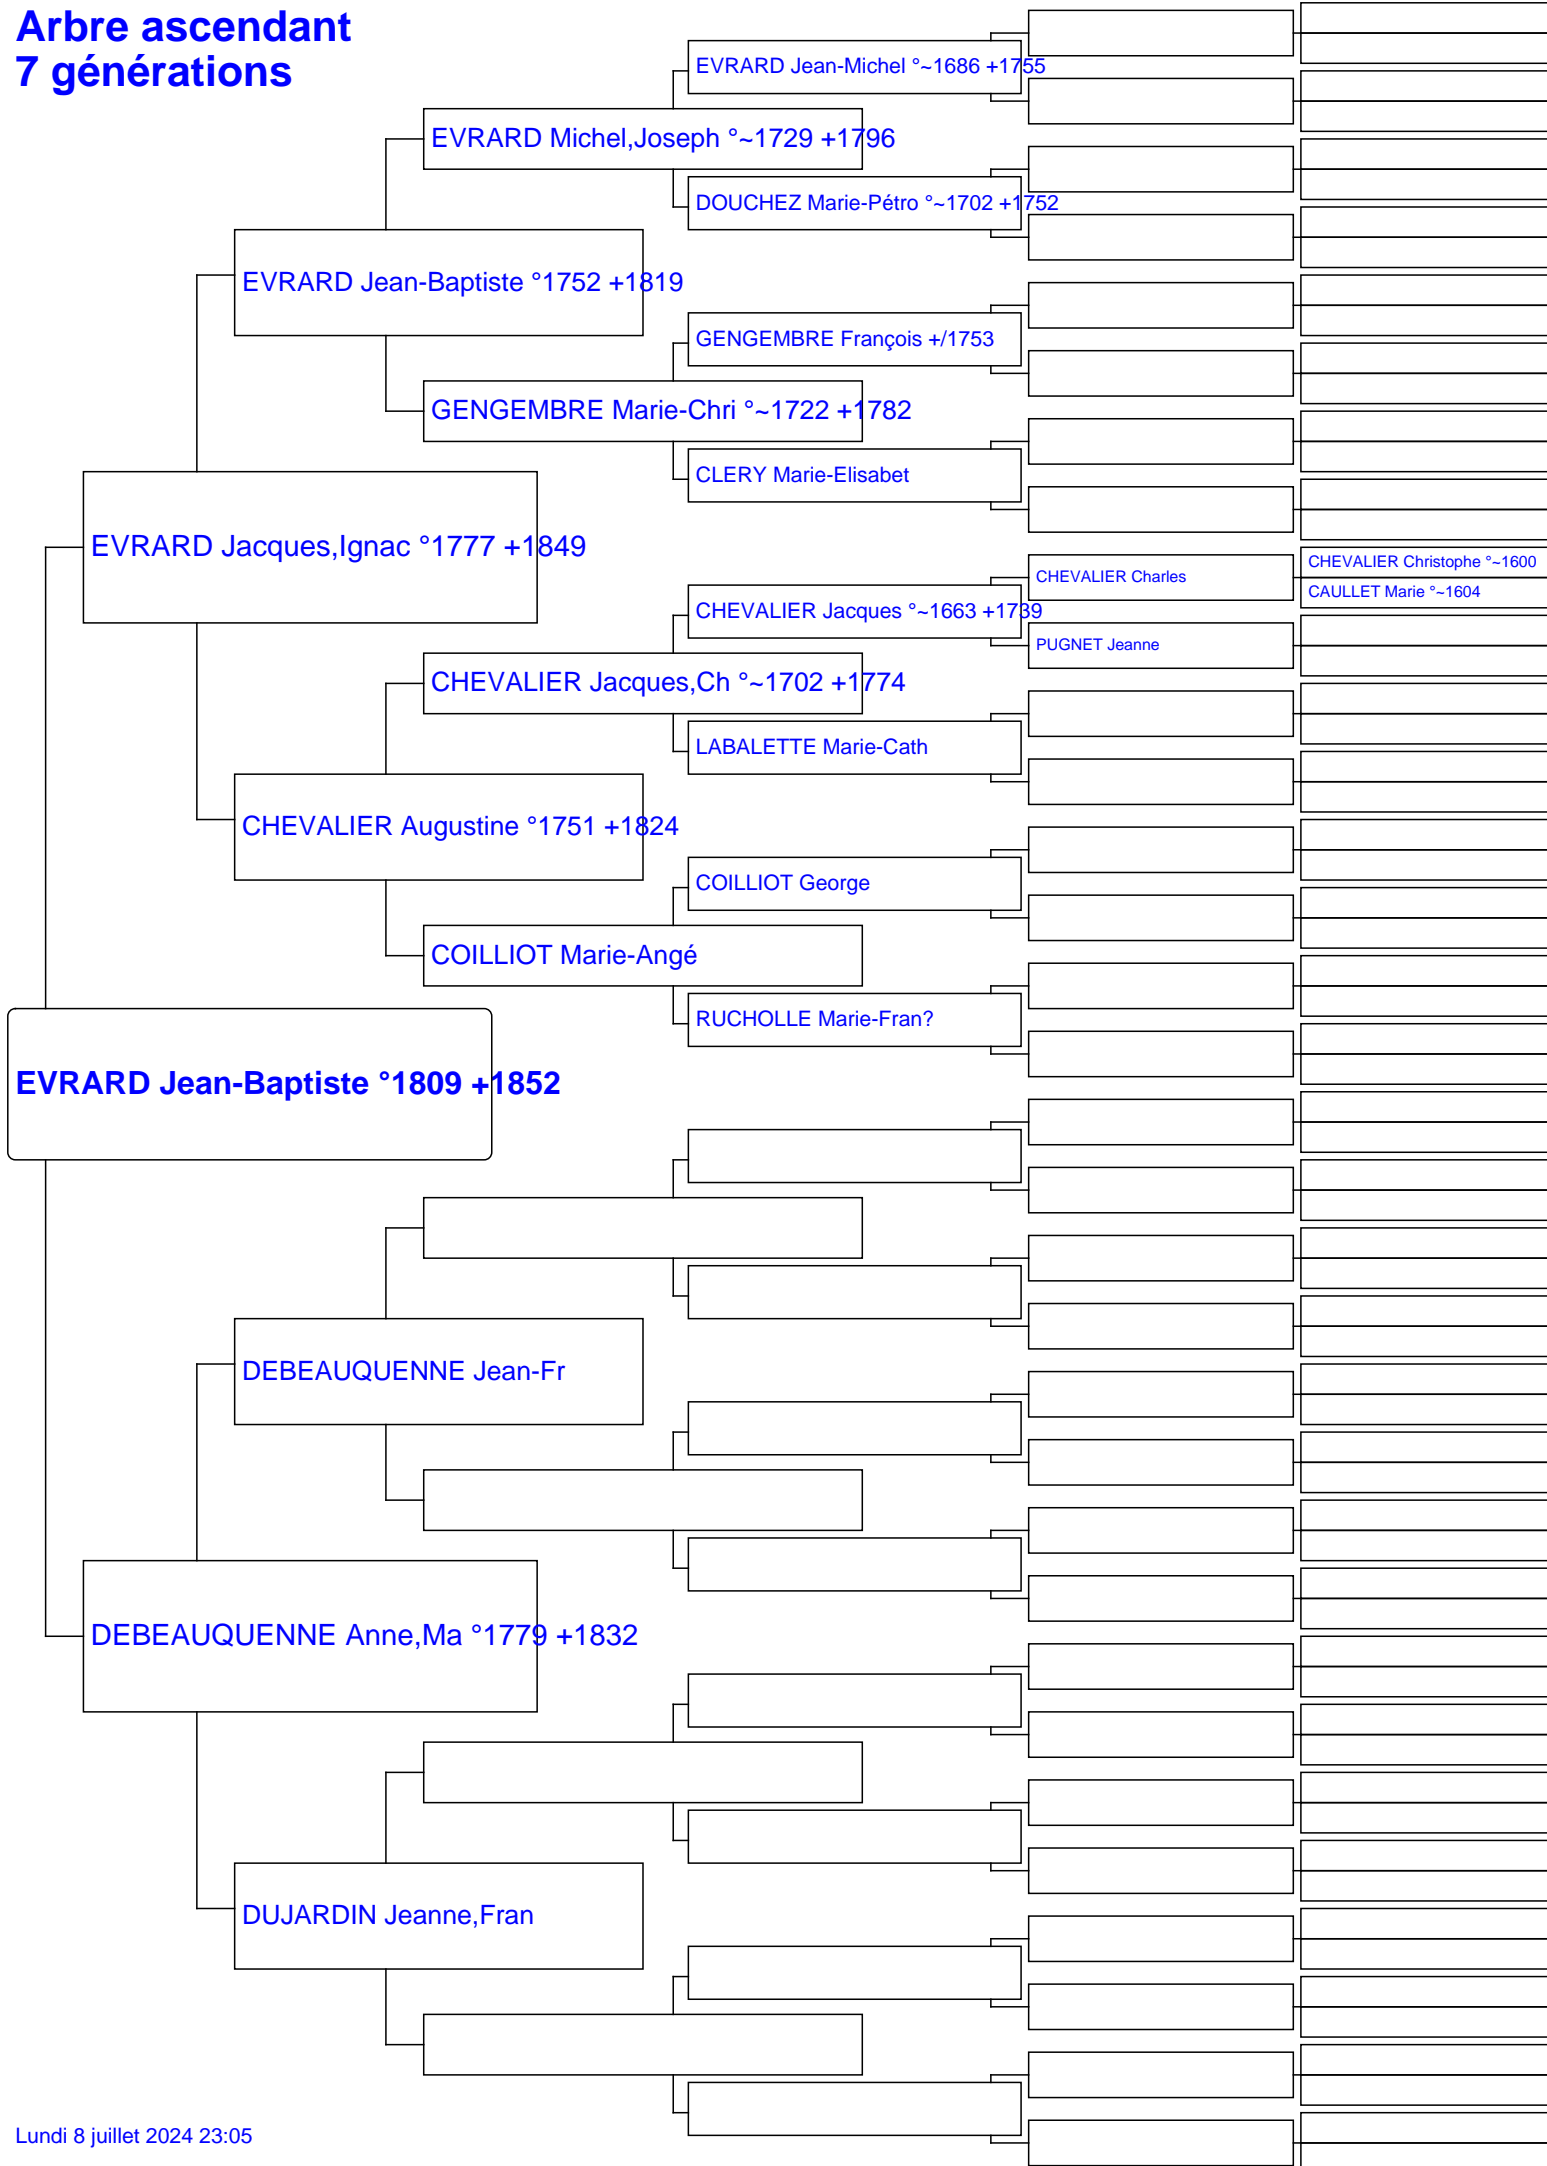 Arbre ascendant
7 générations
EVRARD Jean-Michel °~1686 +1755
EVRARD Michel,Joseph °~1729 +1796
DOUCHEZ Marie-Pétro °~1702 +1752
EVRARD Jean-Baptiste °1752 +1819
GENGEMBRE François +/1753
GENGEMBRE Marie-Chri °~1722 +1782
CLERY Marie-Elisabet
EVRARD Jacques,Ignac °1777 +1849
CHEVALIER Christophe °~1600
CHEVALIER Charles
CAULLET Marie °~1604
CHEVALIER Jacques °~1663 +1739
PUGNET Jeanne
CHEVALIER Jacques,Ch °~1702 +1774
LABALETTE Marie-Cath
CHEVALIER Augustine °1751 +1824
COILLIOT George
COILLIOT Marie-Angé
RUCHOLLE Marie-Fran?
EVRARD Jean-Baptiste °1809 +1852
DEBEAUQUENNE Jean-Fr
DEBEAUQUENNE Anne,Ma °1779 +1832
DUJARDIN Jeanne,Fran
Lundi 8 juillet 2024 23:05